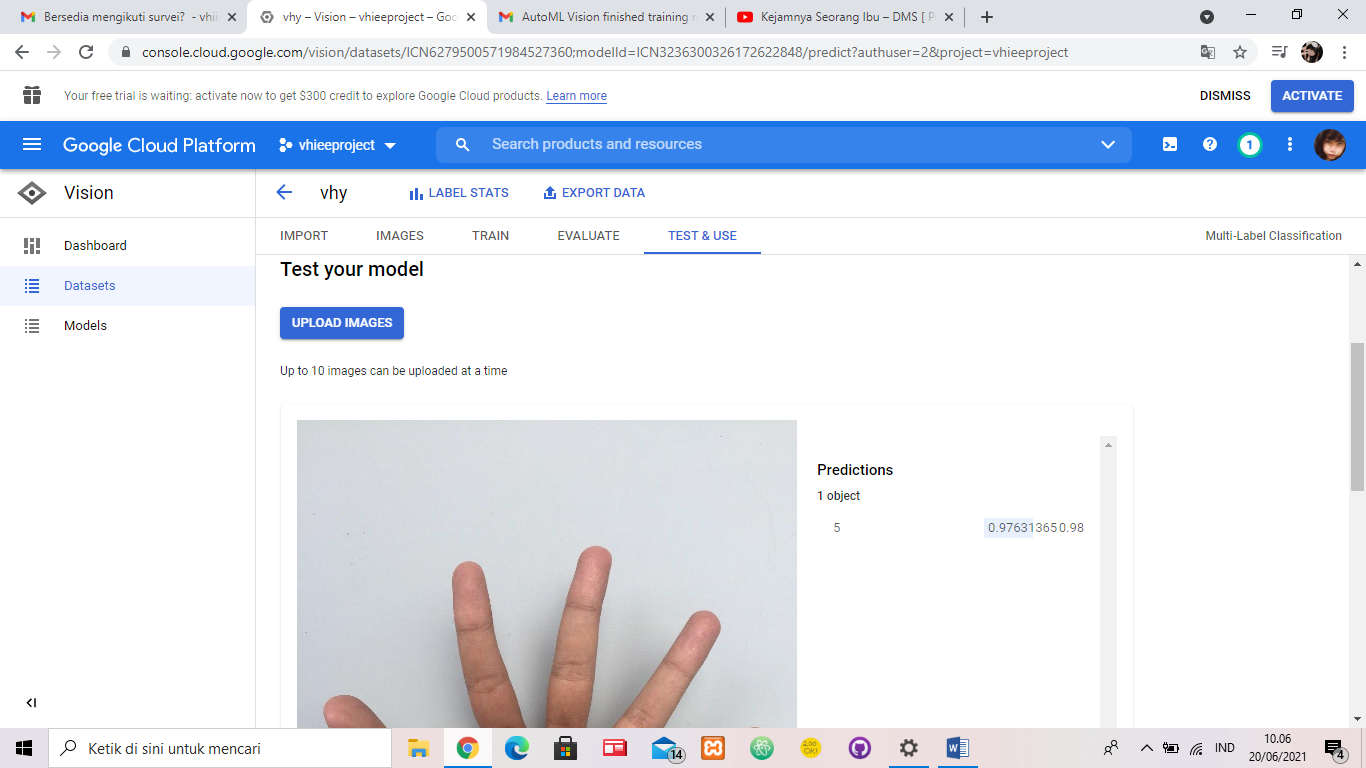 Bersedia mengikuti survei? - vhi
vhy – Vision – vhieeproject – Goo
AutoML Vision finished training
Kejamnya Seorang Ibu – DMS [ P
console.cloud.google.com/vision/datasets/ICN6279500571984527360;modelId=ICN3236300326172622848/predict?authuser=2&project=vhieeproject
Your free trial is waiting: activate now to get $300 credit to explore Google Cloud products. Learn more
DISMISS
ACTIVATE
Google Cloud Platform
vhieeproject
Search products and resources
1
Vision
vhy
LABEL STATS
EXPORT DATA
IMPORT
IMAGES
TRAIN
EVALUATE
TEST & USE
Multi-Label Classification
Dashboard
Datasets
Models
Test your model
UPLOAD IMAGES
Up to 10 images can be uploaded at a time
Predictions
1 object
5
0.97631365 0.98
Ketik di sini untuk mencari
14
IND
10.06
20/06/2021
4